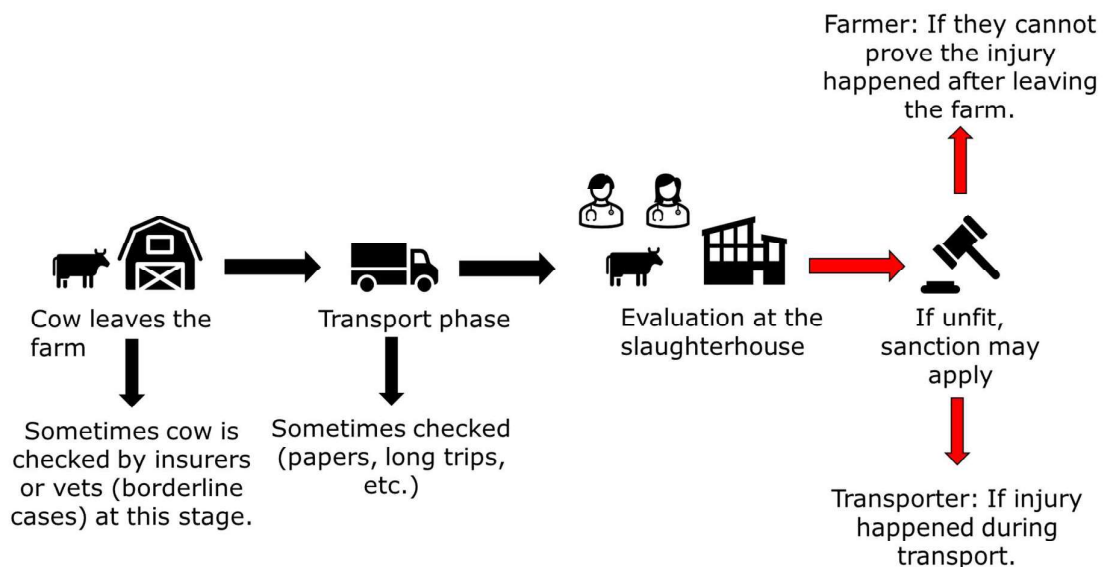 Farmer: If they cannot
prove the injury
happened after leaving
the farm.
Cow leaves the
farm
Transport phase
Evaluation at the
slaughterhouse
If unfit,
sanction may
apply
Sometimes cow is
checked by insurers
or vets (borderline
cases) at this stage.
Sometimes checked
(papers, long trips,
etc.)
Transporter: If injury
happened during
transport.